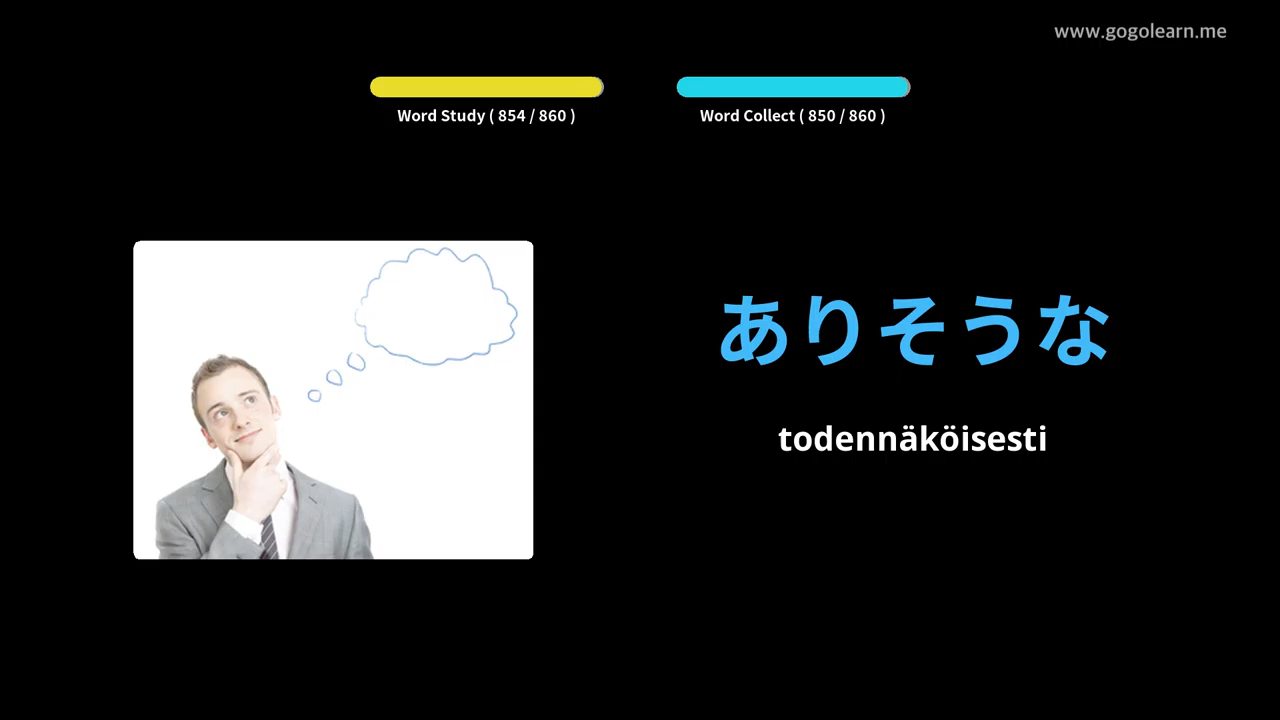 www.gogolearn.me
Word Study ( 854 / 860 )
Word Collect ( 850 / 860 )
ありそうな
todennäköisesti